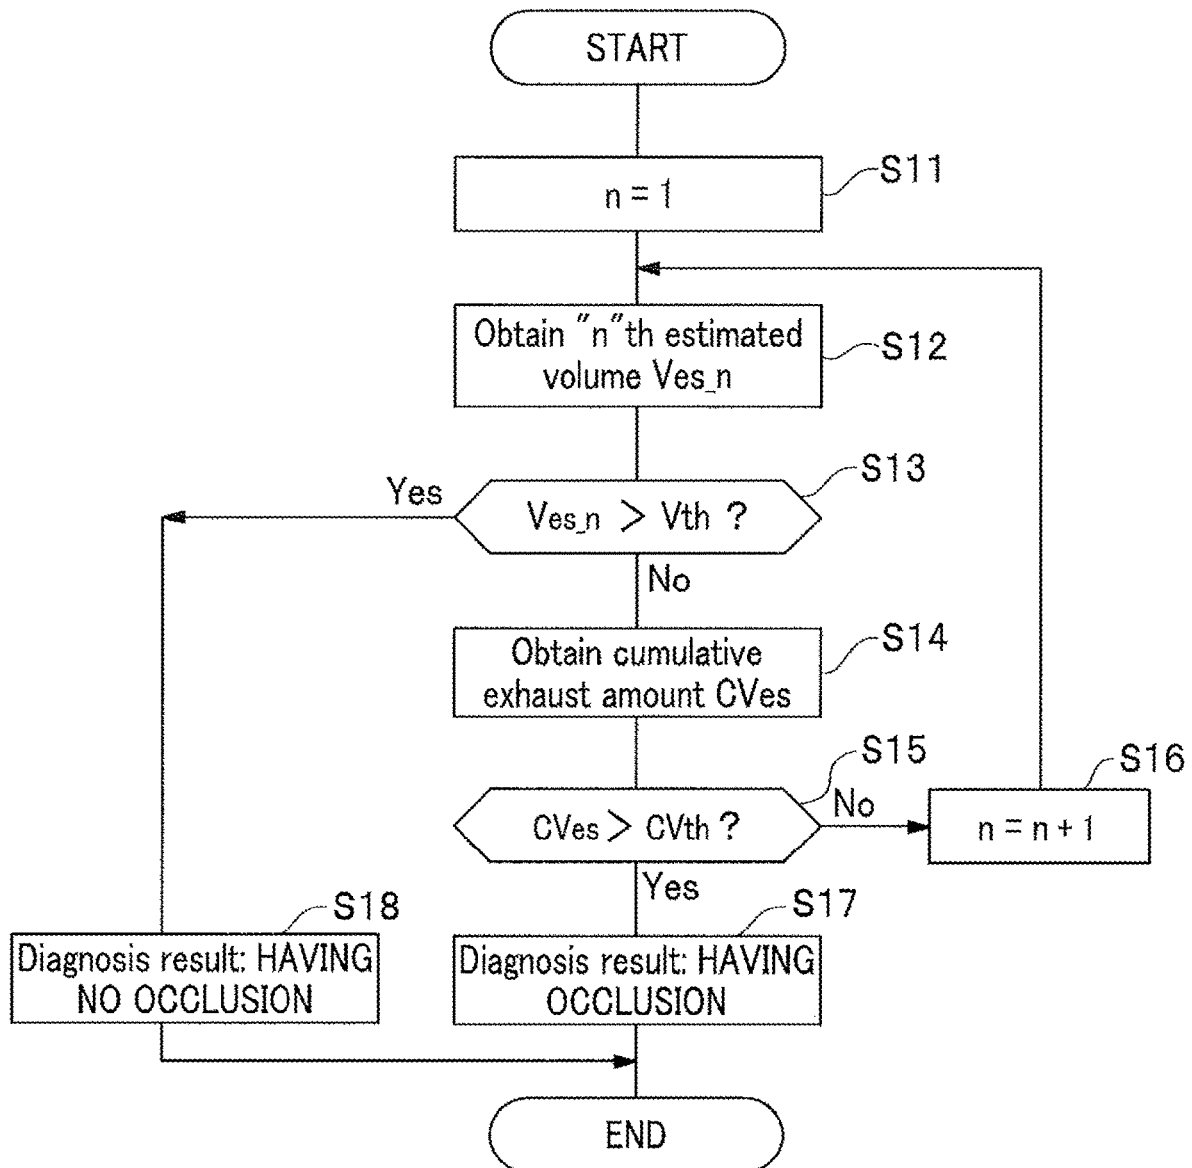 START
n = 1
S11
Obtain "n"th estimated
volume Ves_n
S12
S13
Yes
Ves_n > Vth ?
No
Obtain cumulative
exhaust amount CVes
S14
S15
CVes > CVth ?
No
S16
n = n + 1
Yes
S18
Diagnosis result: HAVING
NO OCCLUSION
S17
Diagnosis result: HAVING
OCCLUSION
END